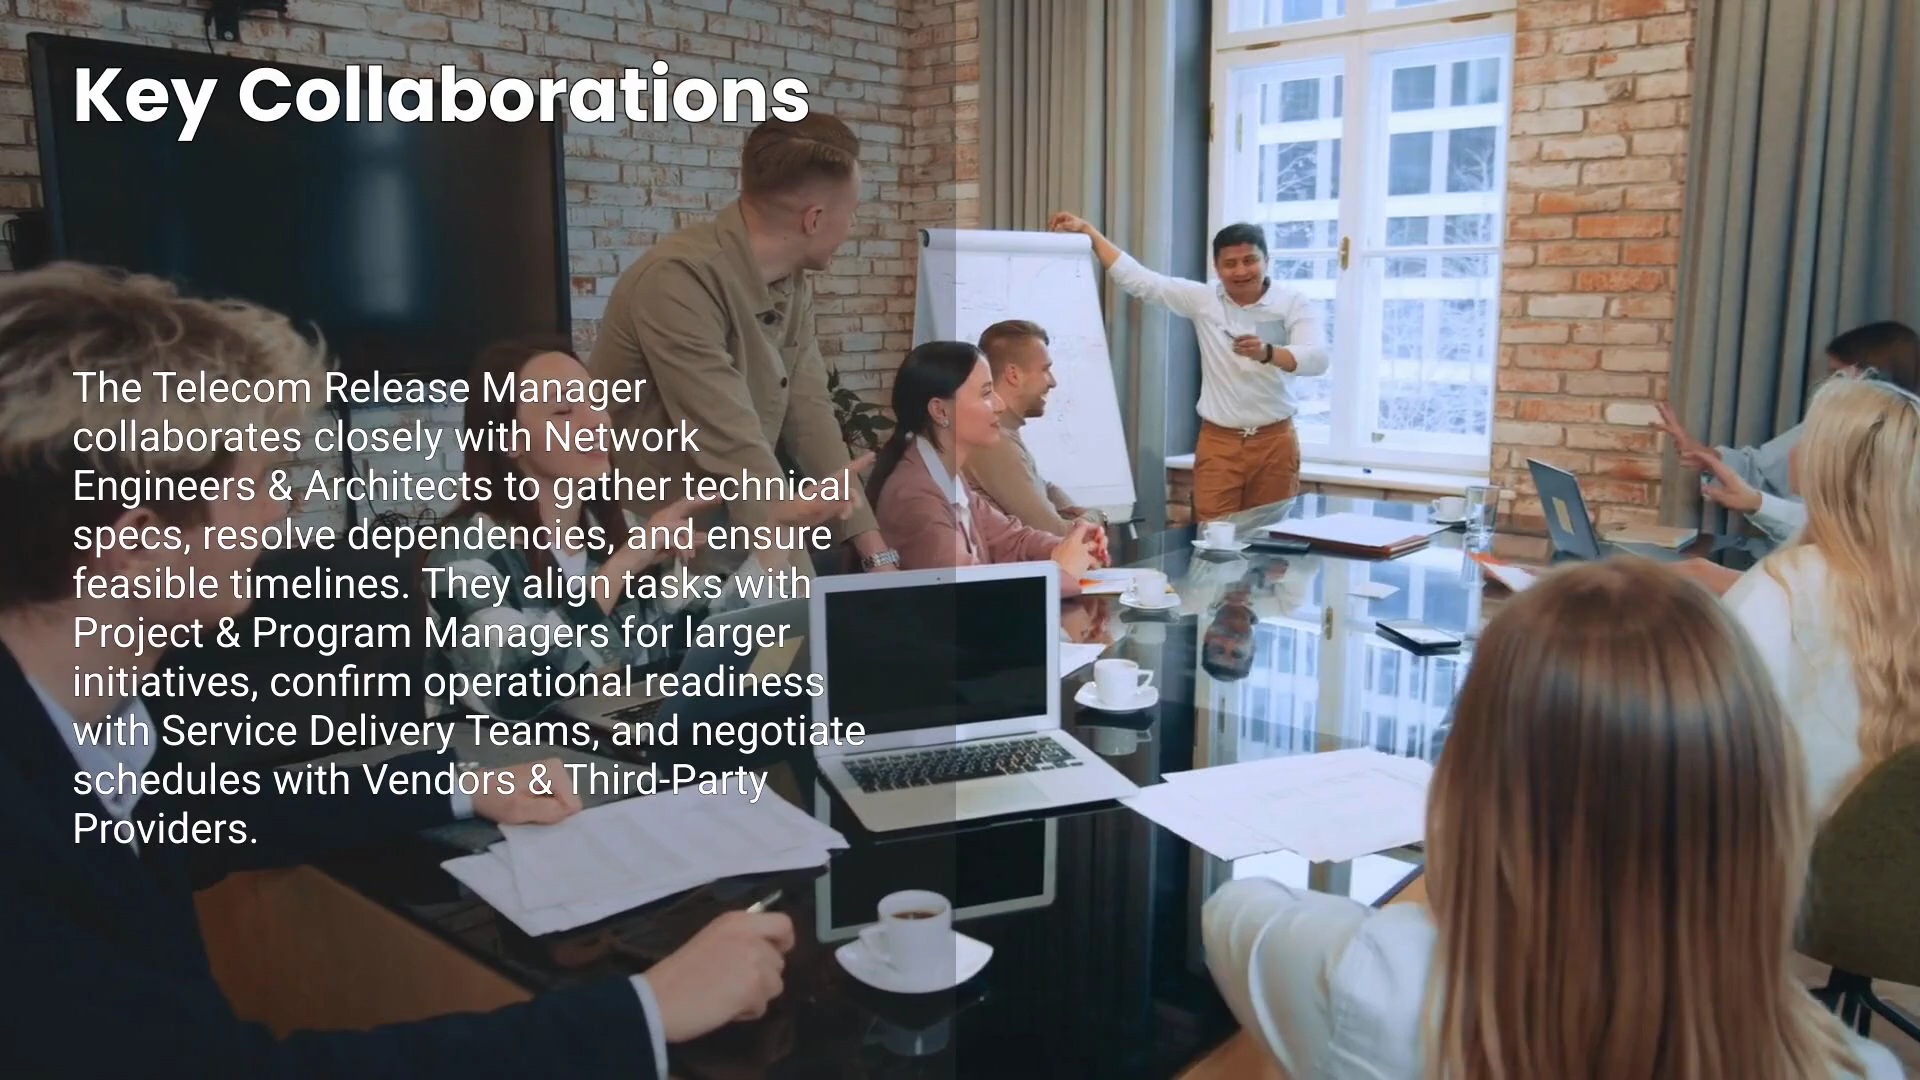 Key Collaborations
The Telecom Release Manager
collaborates closely with Network
Engineers & Architects to gather technical
specs, resolve dependencies, and ensure
feasible timelines. They align tasks with
Project & Program Managers for larger
initiatives, confirm operational readiness
with Service Delivery Teams, and negotiate
schedules with Vendors & Third-Party
Providers.